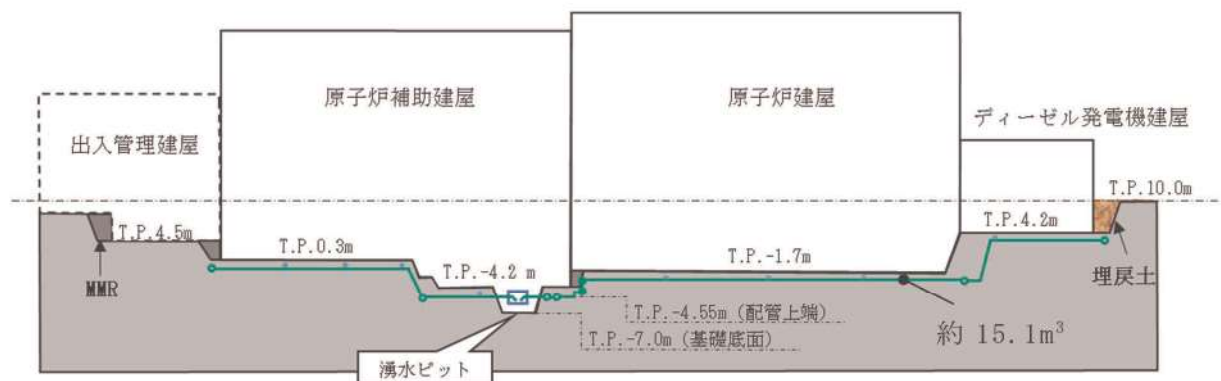 原子炉補助建屋
原子炉建屋
ディーゼル発電機建屋
出入管理建屋
T.P.10.0m
T.P.4.5m
T.P.0.3m
T.P.-4.2 m
T.P.-1.7m
T.P.4.2m
MMR
埋戻土
T.P.-4.55m (配管上端)
T.P.-7.0m (基礎底面)
約 15.1m³
湧水ピット